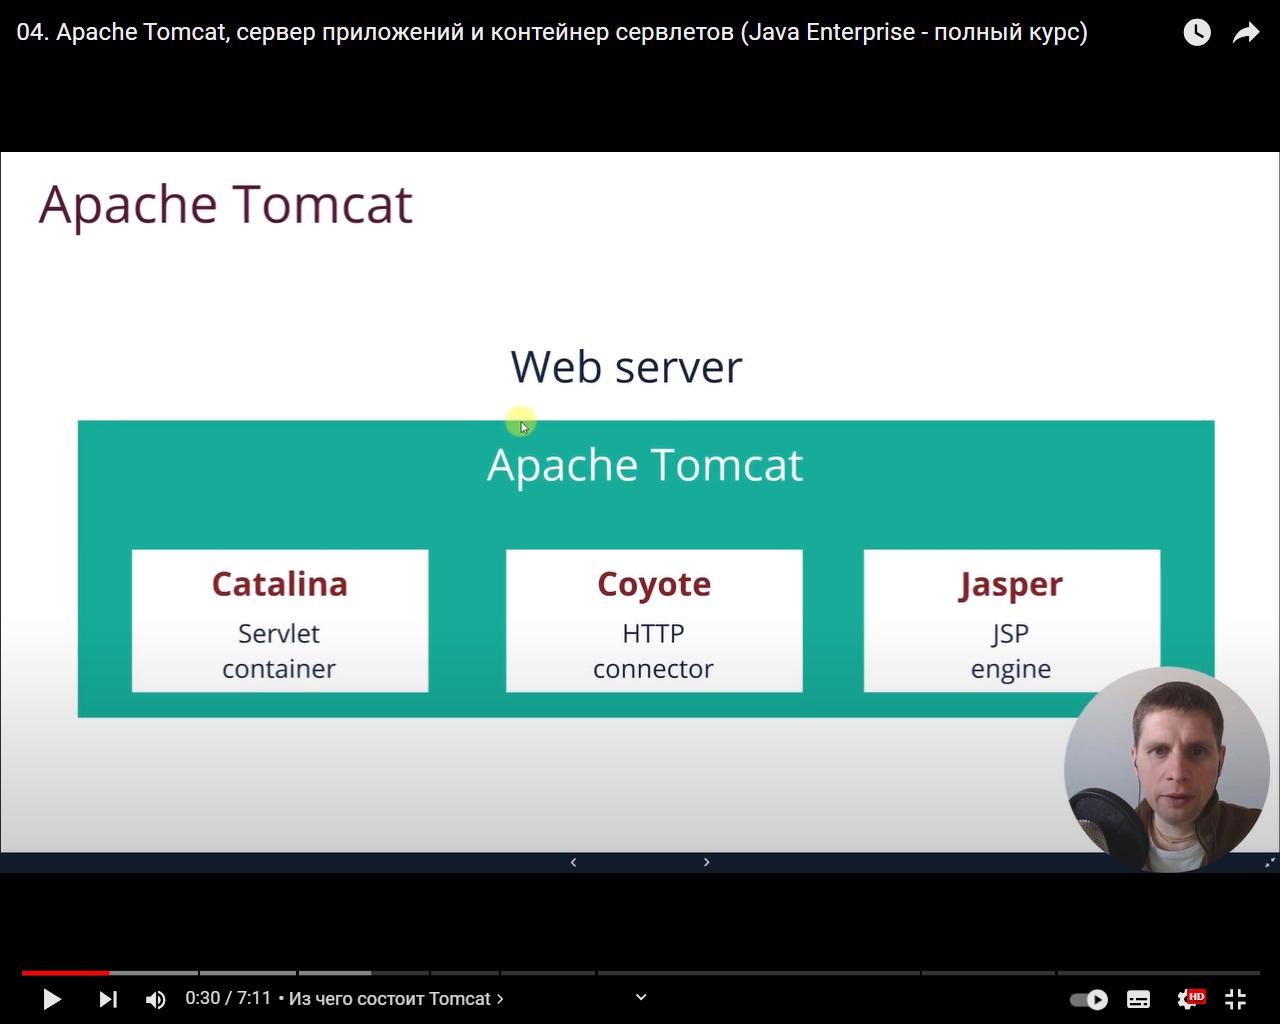 04. Apache Tomcat, сервер приложений и контейнер сервлетов (Java Enterprise - полный курс)
Apache Tomcat
Web server
Apache Tomcat
Catalina
Servlet
container
Coyote
HTTP
connector
Jasper
JSP
engine
0:30 / 7:11 • Из чего состоит Tomcat
HD